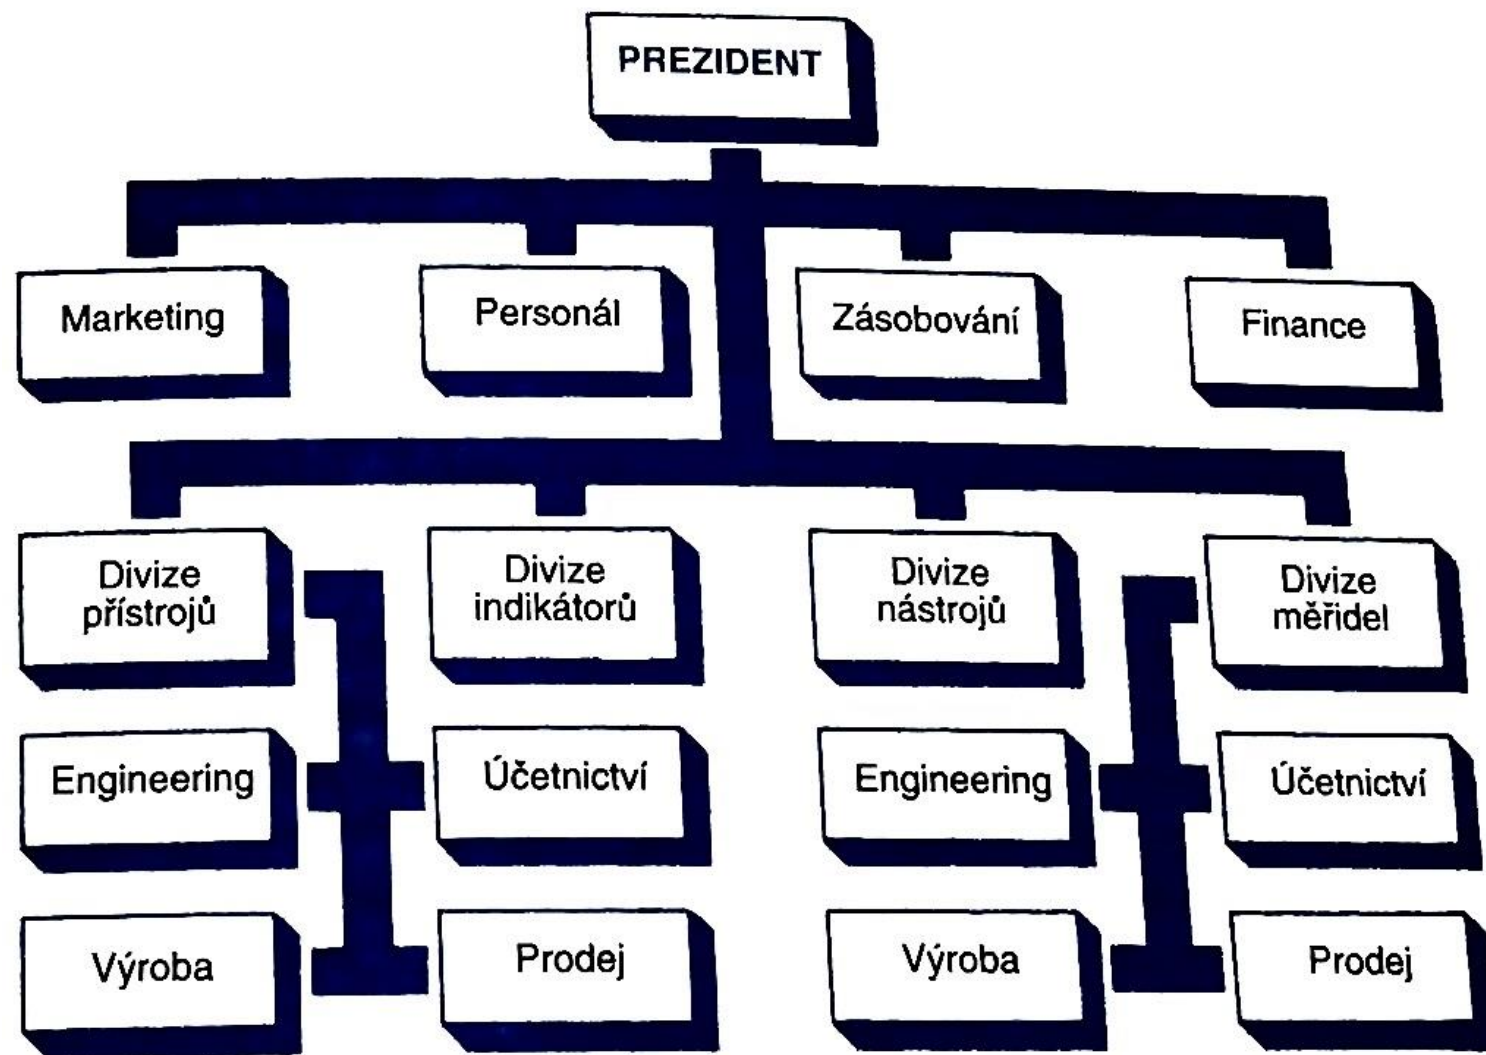 PREZIDENT
Marketing
Personál
Zásobování
Finance
Divize
přístrojů
Divize
indikátorů
Divize
nástrojů
Divize
měřidel
Engineering
Účetnictví
Engineering
Účetnictví
Výroba
Prodej
Výroba
Prodej